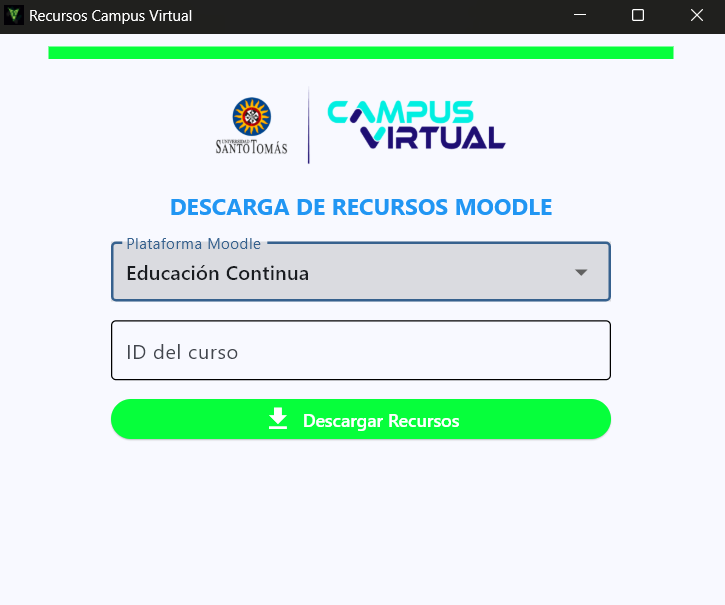 Recursos Campus Virtual
UNIVERSIDAD
SANTO TOMÁS
CAMPUS
VIRTUAL
DESCARGA DE RECURSOS MOODLE
Plataforma Moodle
Educación Continua
ID del curso
Descargar Recursos